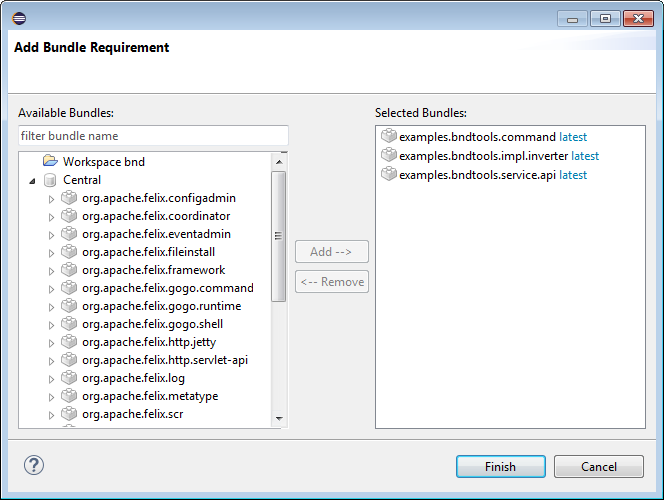 Add Bundle Requirement
Available Bundles:
filter bundle name
Workspace bnd
Central
org.apache.felix.configadmin
org.apache.felix.coordinator
org.apache.felix.eventadmin
org.apache.felix.fileinstall
org.apache.felix.framework
org.apache.felix.gogo.command
org.apache.felix.gogo.runtime
org.apache.felix.gogo.shell
org.apache.felix.http.jetty
org.apache.felix.http.servlet-api
org.apache.felix.log
org.apache.felix.metatype
org.apache.felix.scr
Add -->
<-- Remove
Selected Bundles:
examples.bndtools.command latest
examples.bndtools.impl.inverter latest
examples.bndtools.service.api latest
?
Finish
Cancel